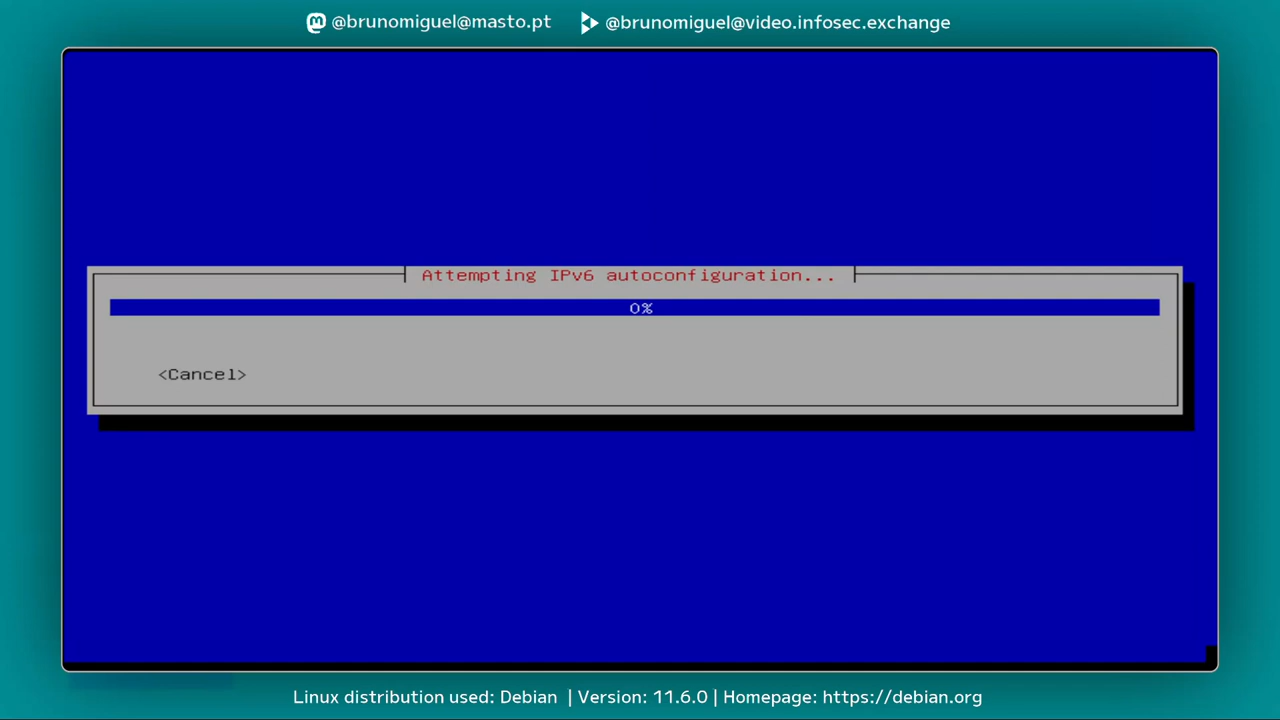 @brunomiguel@masto.pt @brunomiguel@video.infosec.exchange
Attempting IPv6 autoconfiguration...
0%
<Cancel>
Linux distribution used: Debian | Version: 11.6.0 | Homepage: https://debian.org